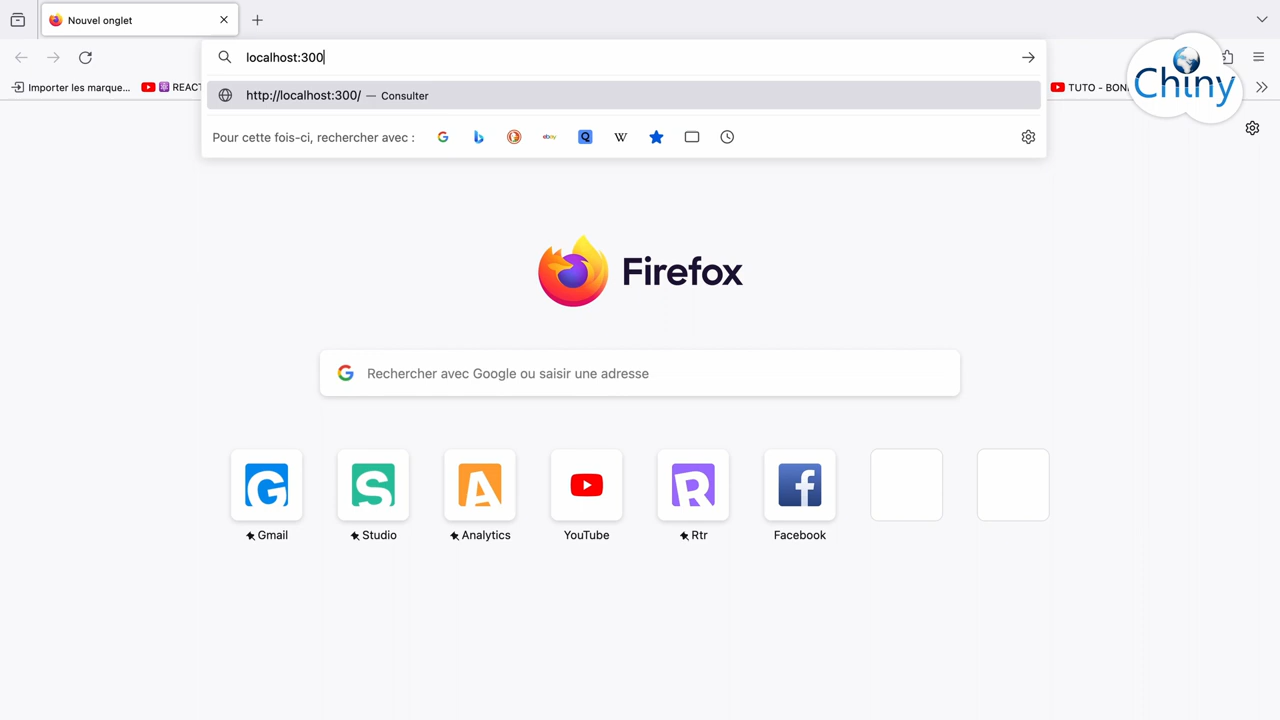 Nouvel onglet
localhost:300
Importer les marque...
REACT
TUTO - BON
Chiny
http://localhost:300/ — Consulter
Pour cette fois-ci, rechercher avec :
ebay
W
Firefox
Rechercher avec Google ou saisir une adresse
G S A R f
Gmail Studio Analytics YouTube Rtr Facebook